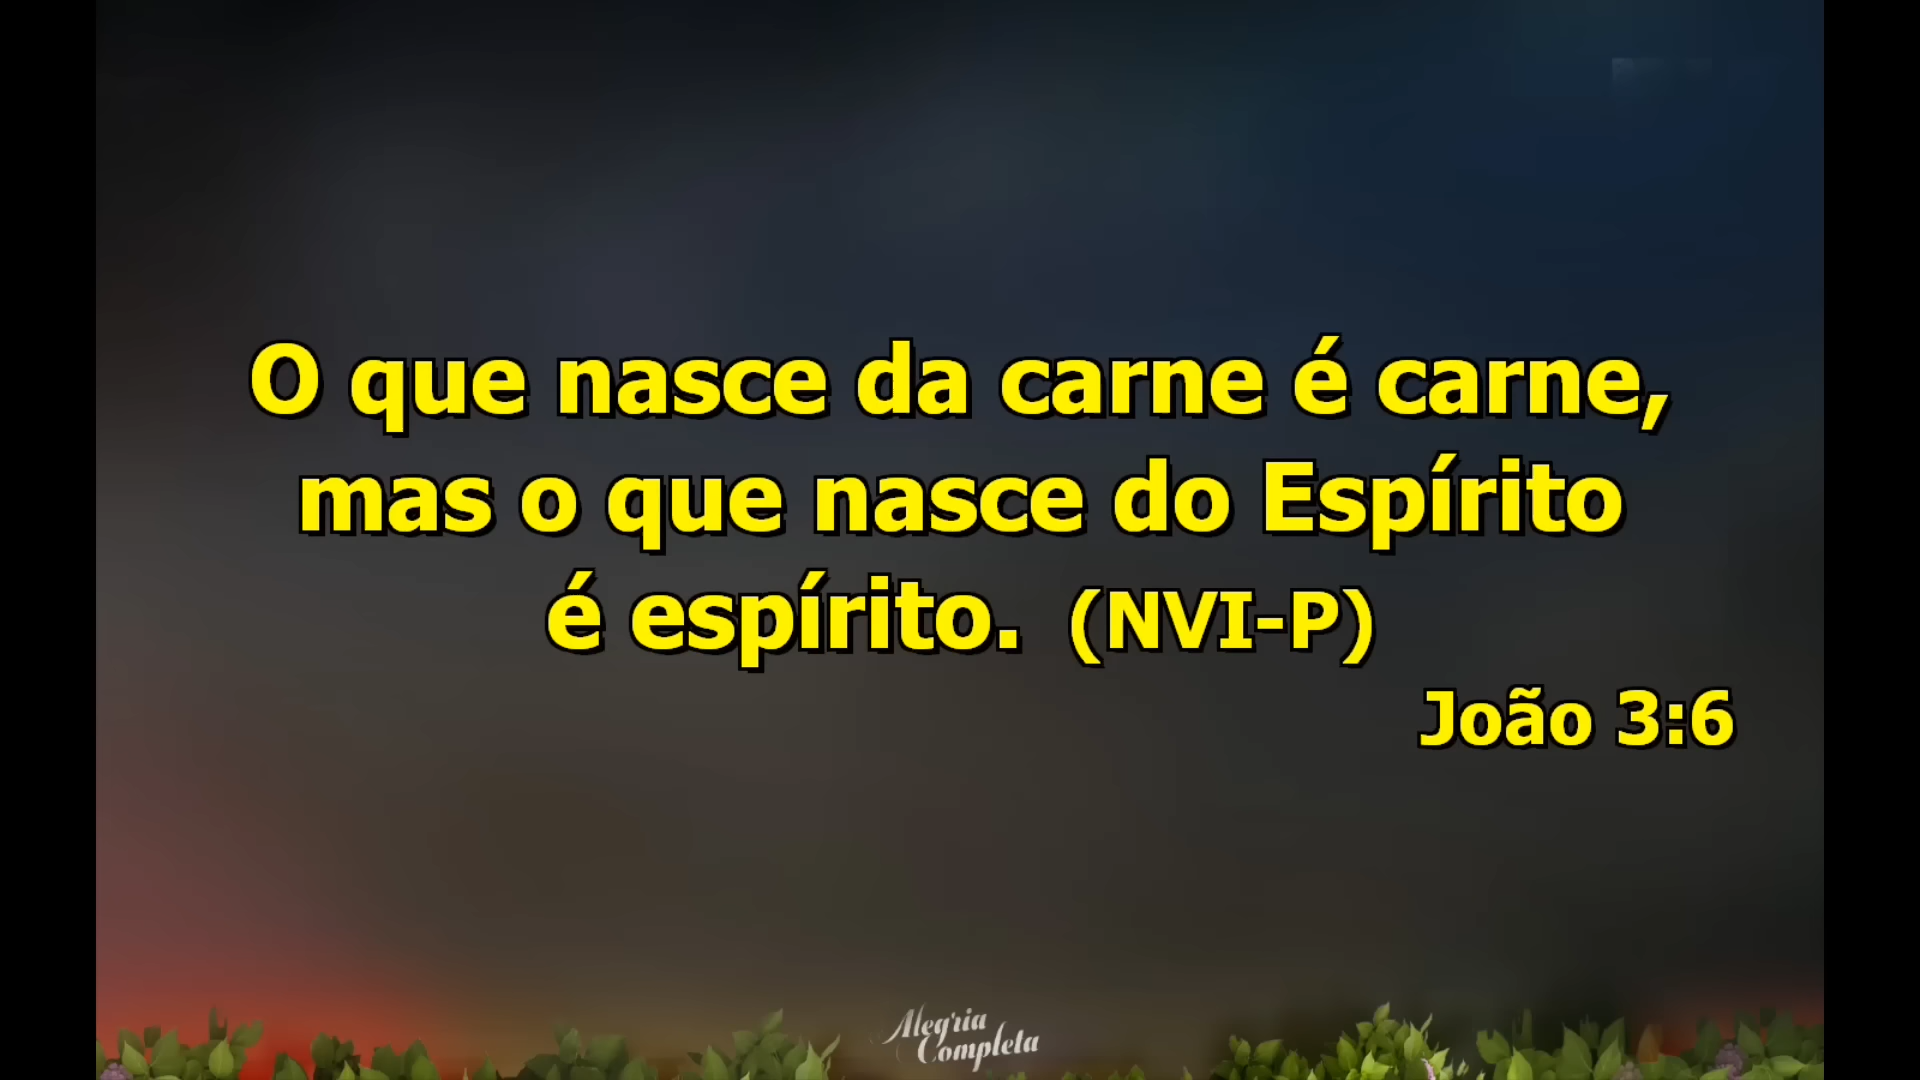 O que nasce da carne é carne,
mas o que nasce do Espírito
é espírito. (NVI-P)
João 3:6
Alegria
Completa